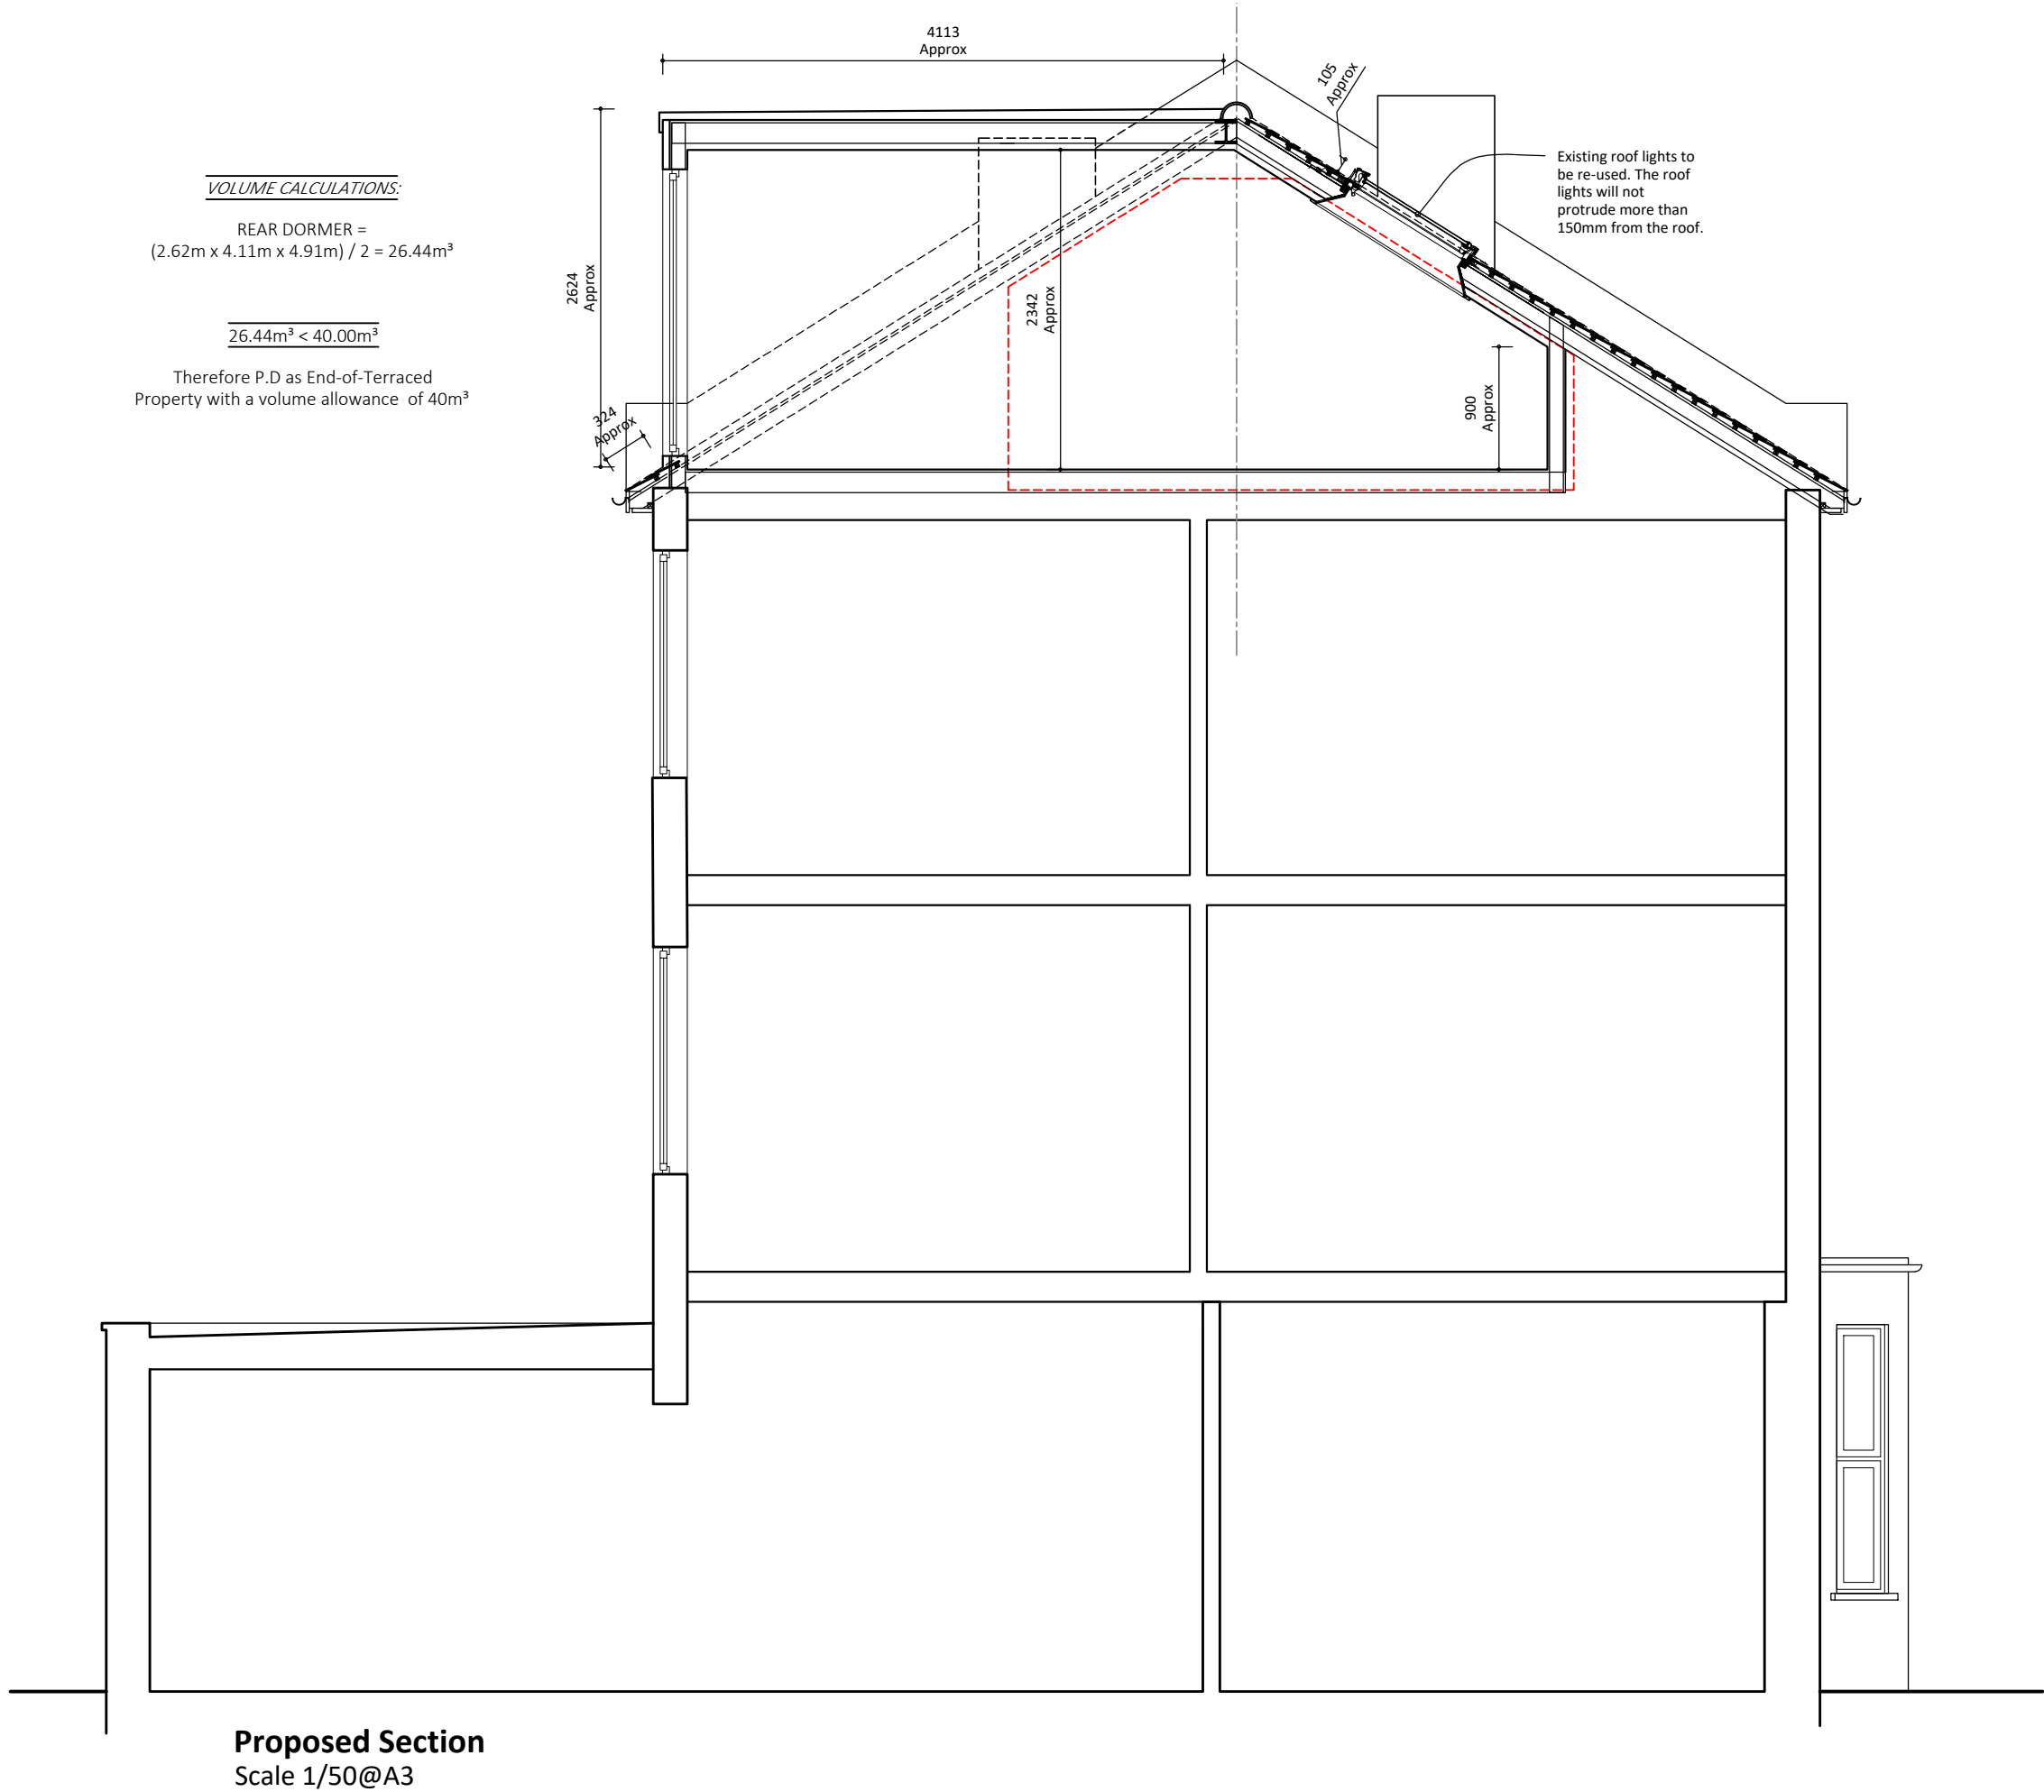 4113
Approx
105
Approx
VOLUME CALCULATIONS:
REAR DORMER =
(2.62m x 4.11m x 4.91m) / 2 = 26.44m³
26.44m³ < 40.00m³
Therefore P.D as End-of-Terraced
Property with a volume allowance of 40m³
Existing roof lights to
be re-used. The roof
lights will not
protrude more than
150mm from the roof.
2624
Approx
2342
Approx
900
Approx
324
Approx
Proposed Section
Scale 1/50@A3